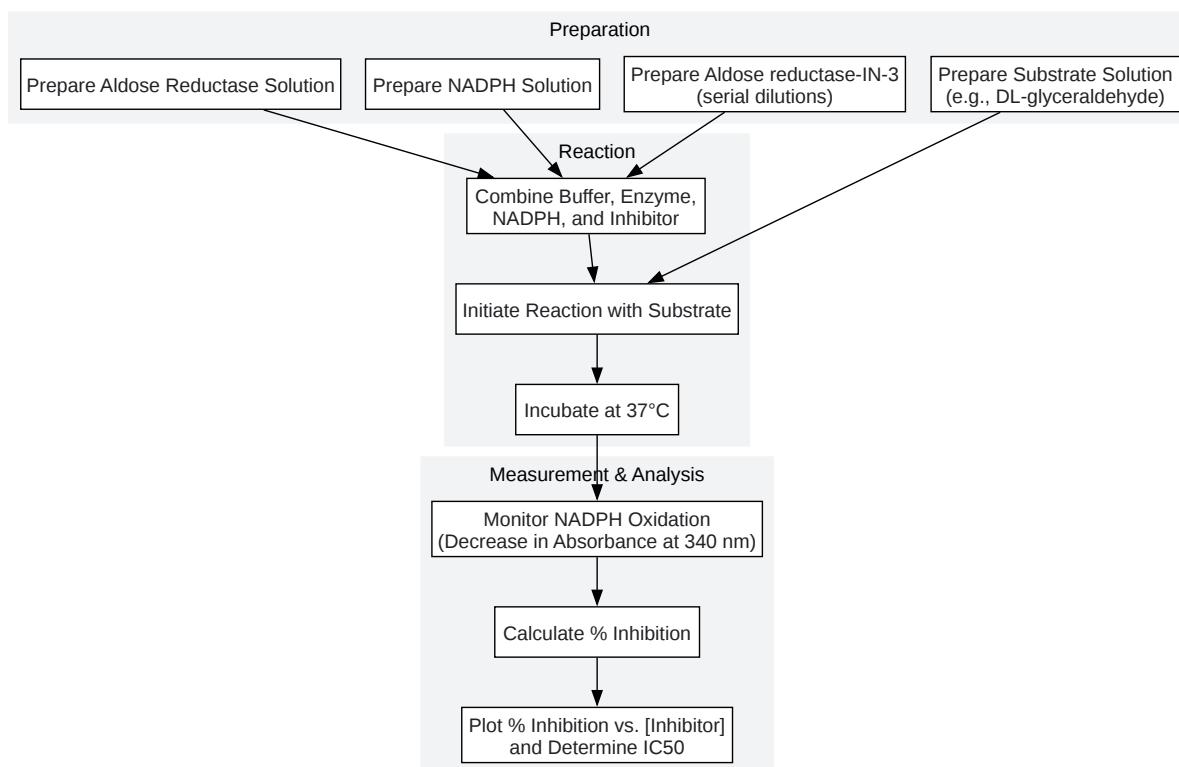 Preparation
Prepare Aldose Reductase Solution
Prepare NADPH Solution
Prepare Aldose reductase-IN-3
(serial dilutions)
Prepare Substrate Solution
(e.g., DL-glyceraldehyde)
Reaction
Combine Buffer, Enzyme,
NADPH, and Inhibitor
Initiate Reaction with Substrate
Incubate at 37°C
Measurement & Analysis
Monitor NADPH Oxidation
(Decrease in Absorbance at 340 nm)
Calculate % Inhibition
Plot % Inhibition vs. [Inhibitor]
and Determine IC50